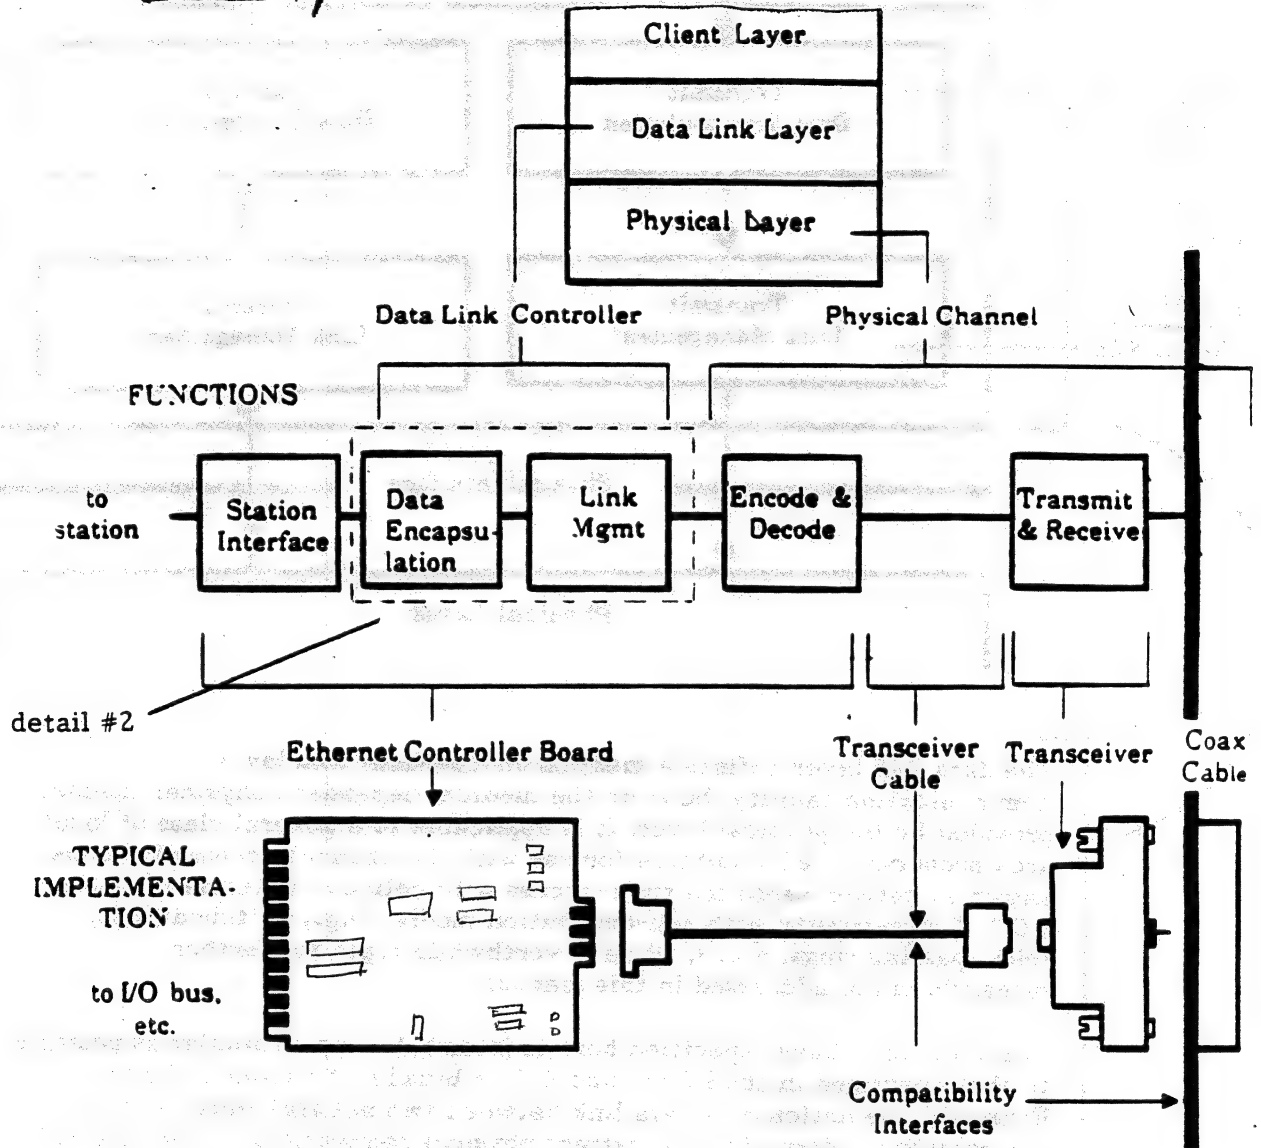 Client Layer
Data Link Layer
Physical Layer
Data Link Controller
Physical Channel
FUNCTIONS
to
station
Station
Interface
Data
Encapsu-
lation
Link
Mgmt
Encode &
Decode
Transmit
& Receive
detail #2
Ethernet Controller Board
Transceiver
Cable
Transceiver
Coax
Cable
TYPICAL
IMPLEMENTA-
TION
to I/O bus,
etc.
Compatibility
Interfaces